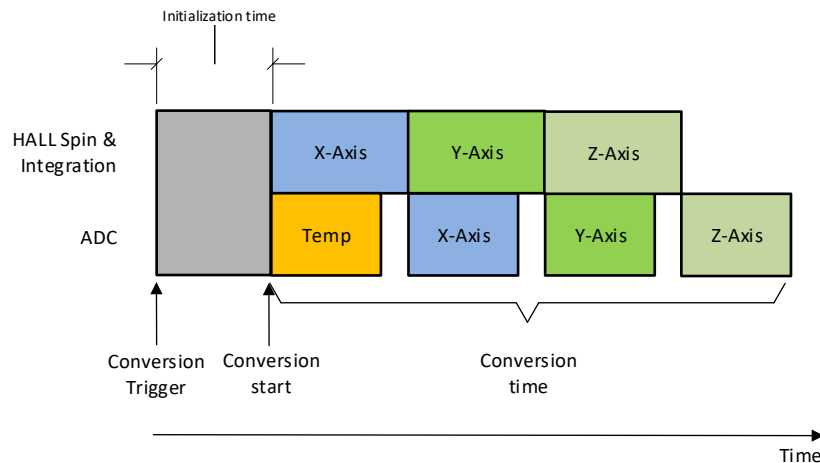 Initialization time
HALL Spin &
Integration
X-Axis
Y-Axis
Z-Axis
ADC
Temp
X-Axis
Y-Axis
Z-Axis
Conversion
Trigger
Conversion
start
Conversion
time
Time